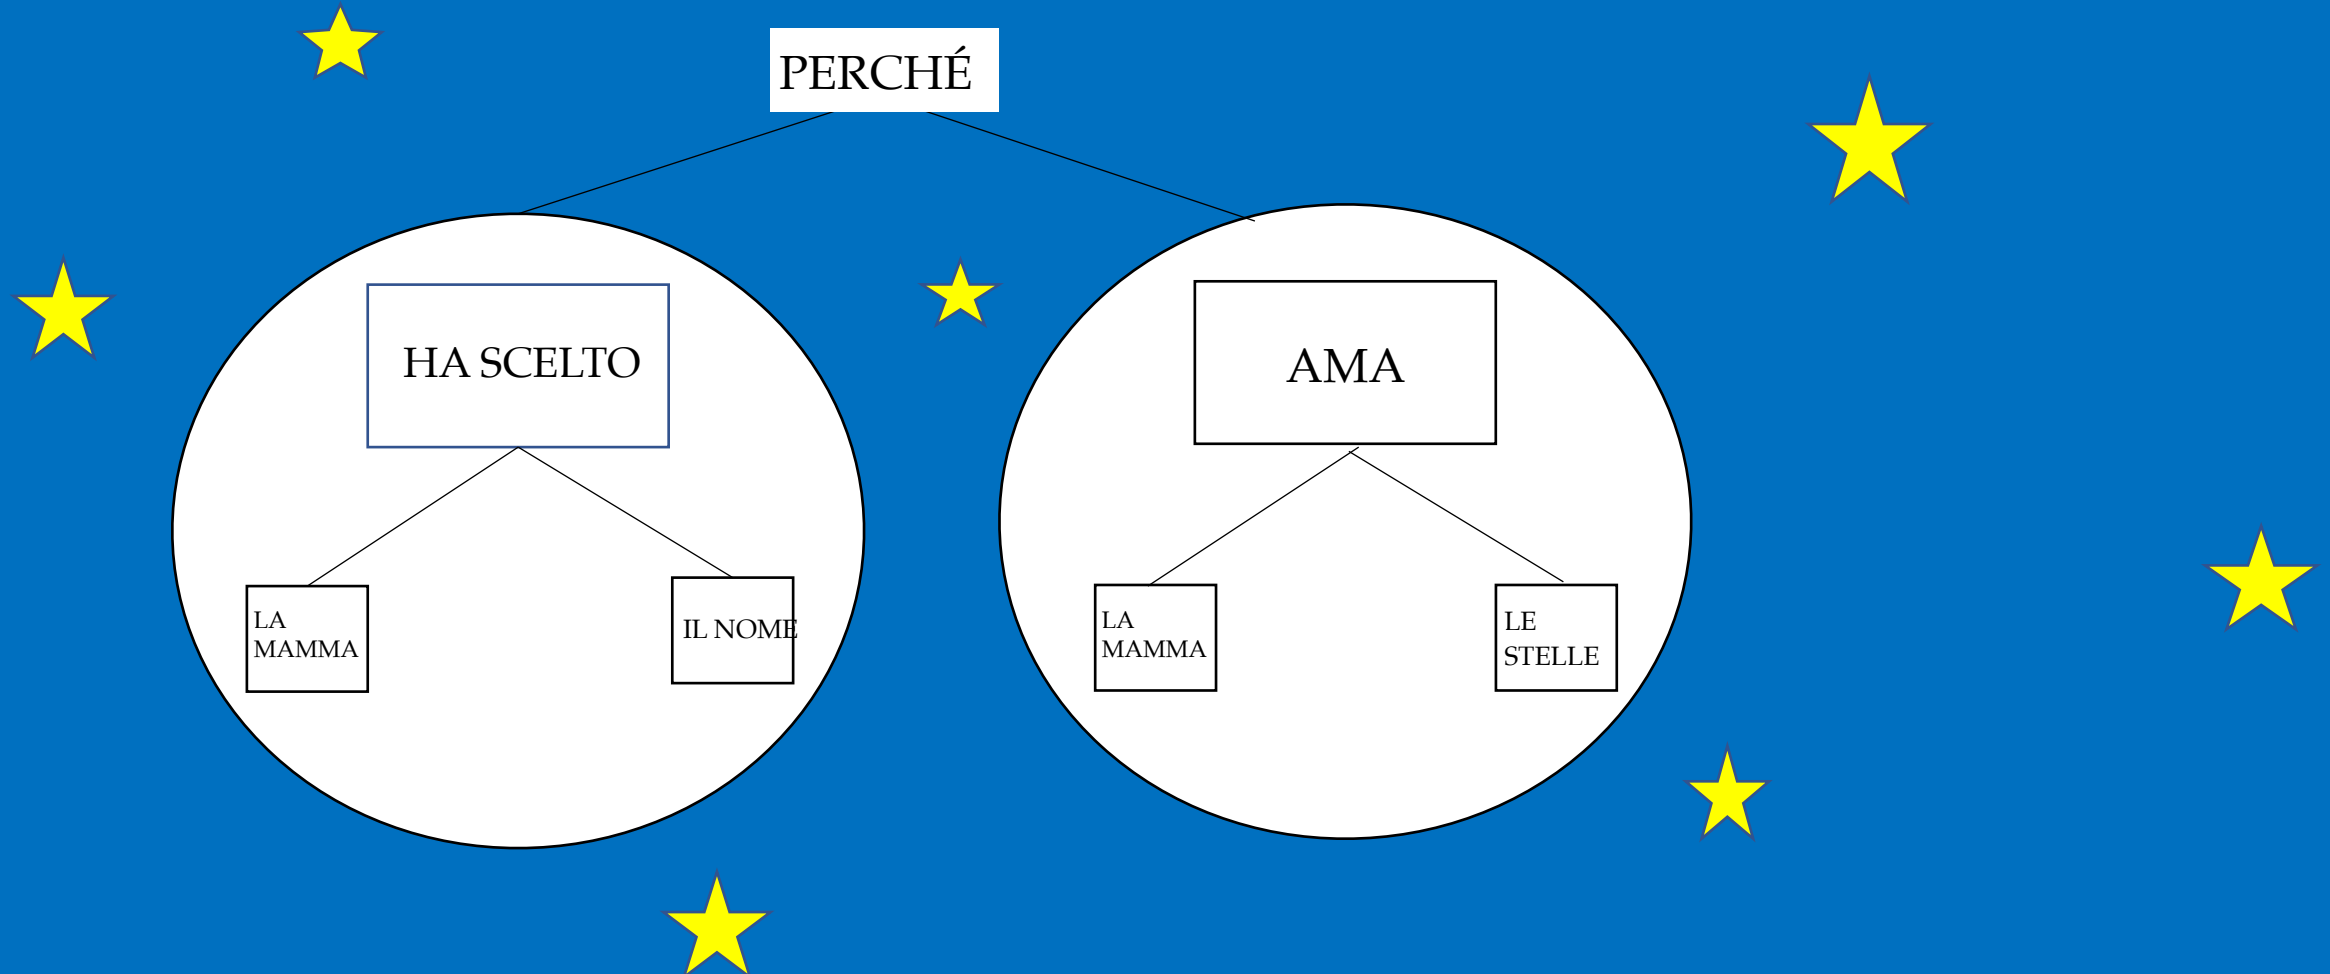 PERCHÉ
HA SCELTO
AMA
LA
MAMMA
IL NOME
LA
MAMMA
LE
STELLE